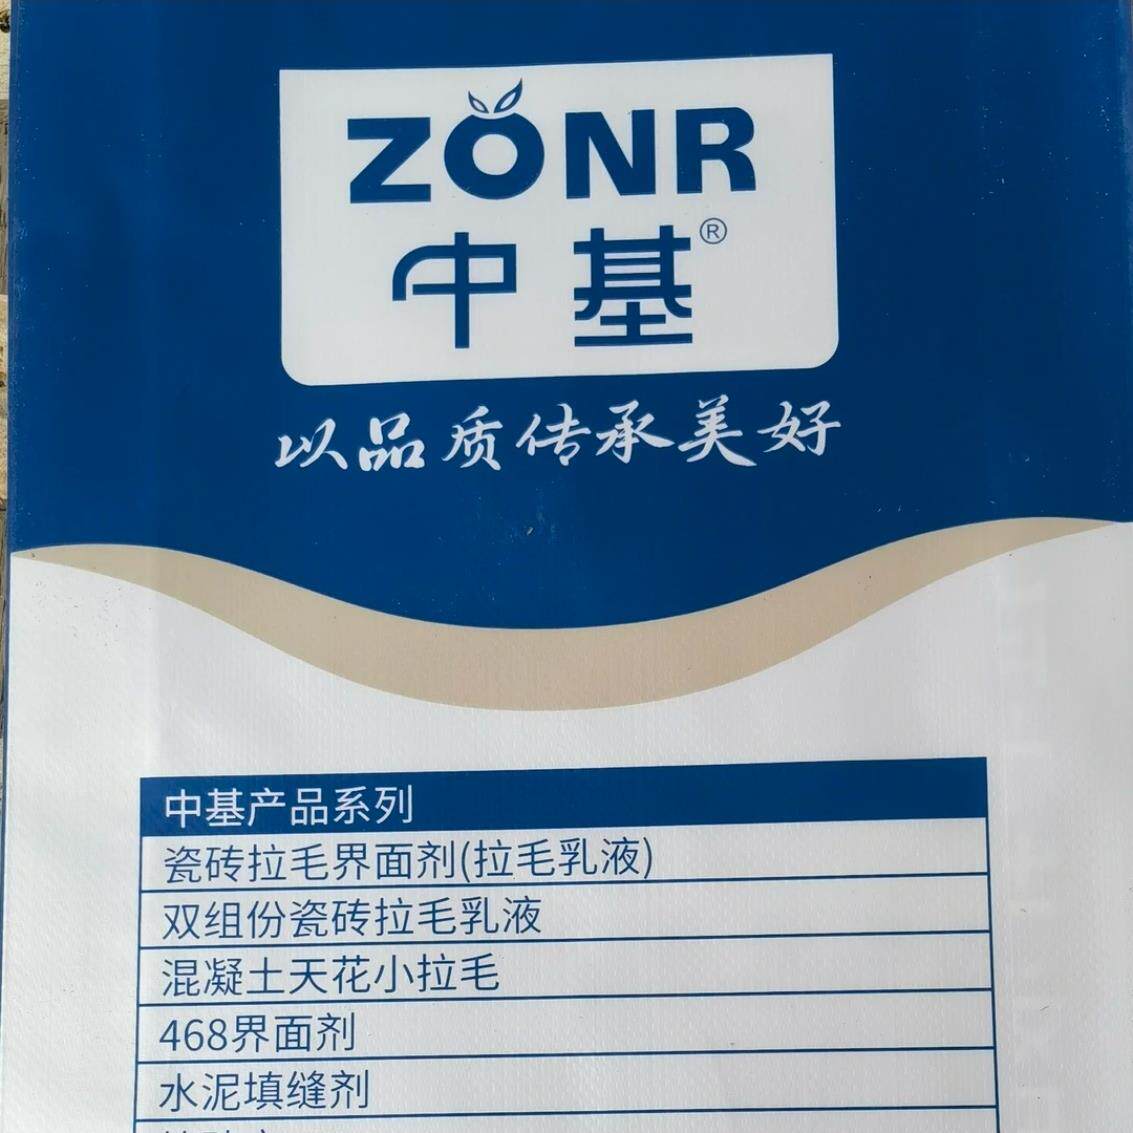 ZONR
中基®
以品质传承美好
中基产品系列
瓷砖拉毛界面剂(拉毛乳液)
双组份瓷砖拉毛乳液
混凝土天花小拉毛
468界面剂
水泥填缝剂